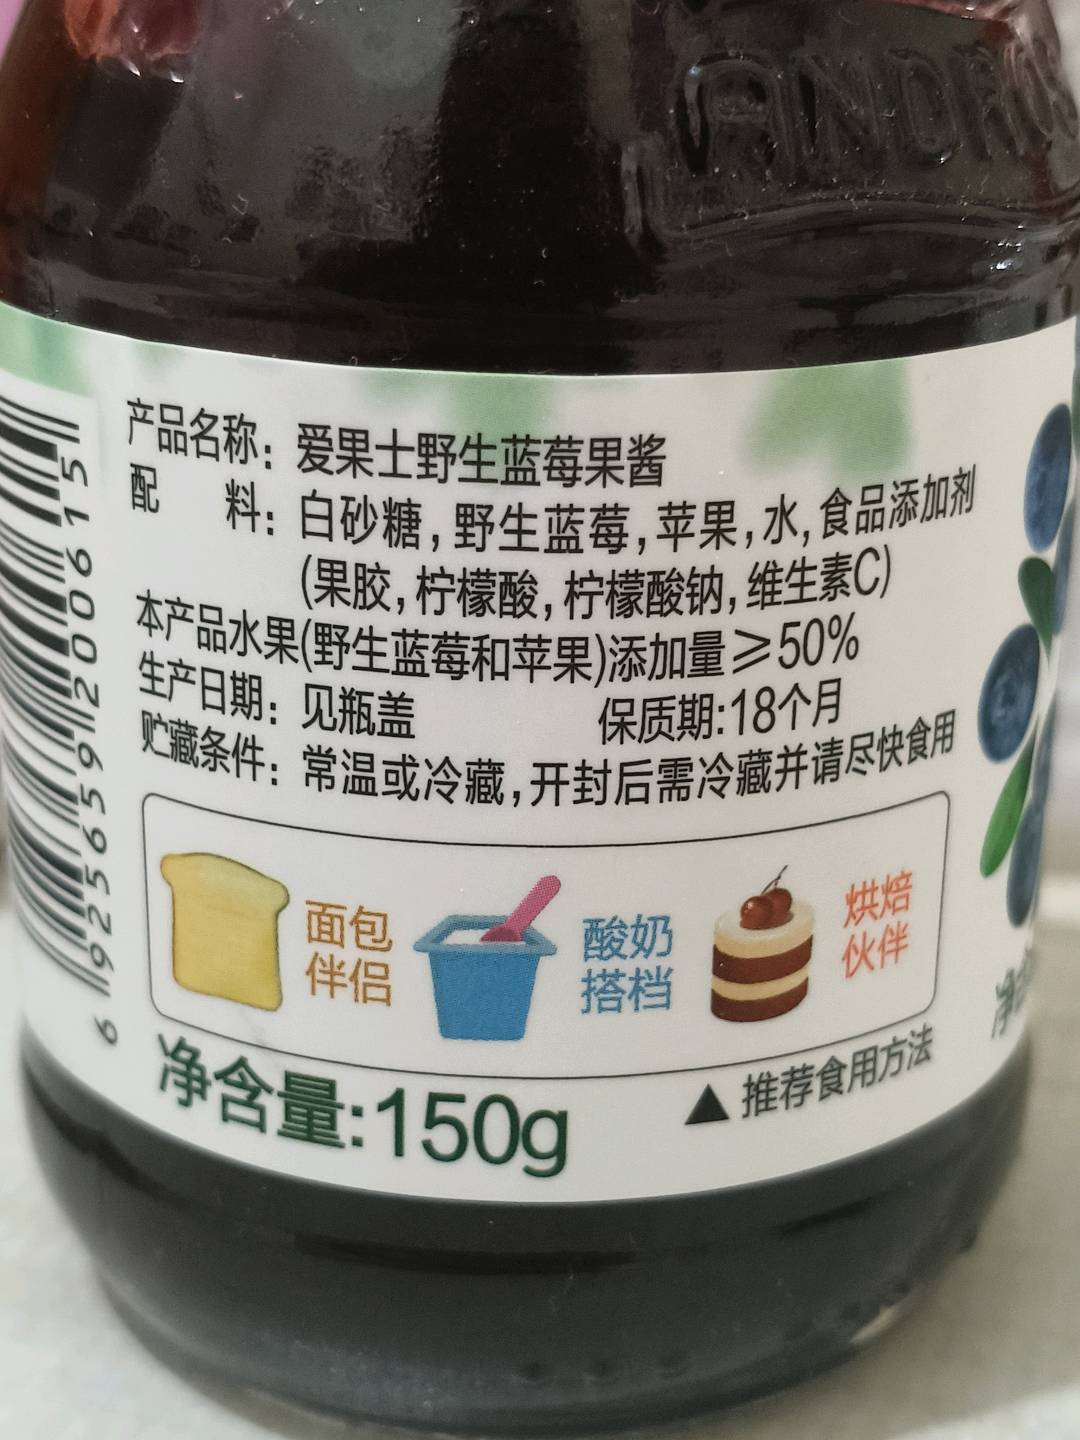 ANDR
产品名称：爱果士野生蓝莓果酱
配 料：白砂糖,野生蓝莓,苹果,水,食品添加剂
(果胶,柠檬酸,柠檬酸钠,维生素C)
本产品水果(野生蓝莓和苹果)添加量≥50%
生产日期：见瓶盖 保质期:18个月
贮藏条件：常温或冷藏,开封后需冷藏并请尽快食用
面包
伴侣
酸奶
搭档
烘焙
伙伴
净含量:150g
▲推荐食用方法
6 925659 200615
净